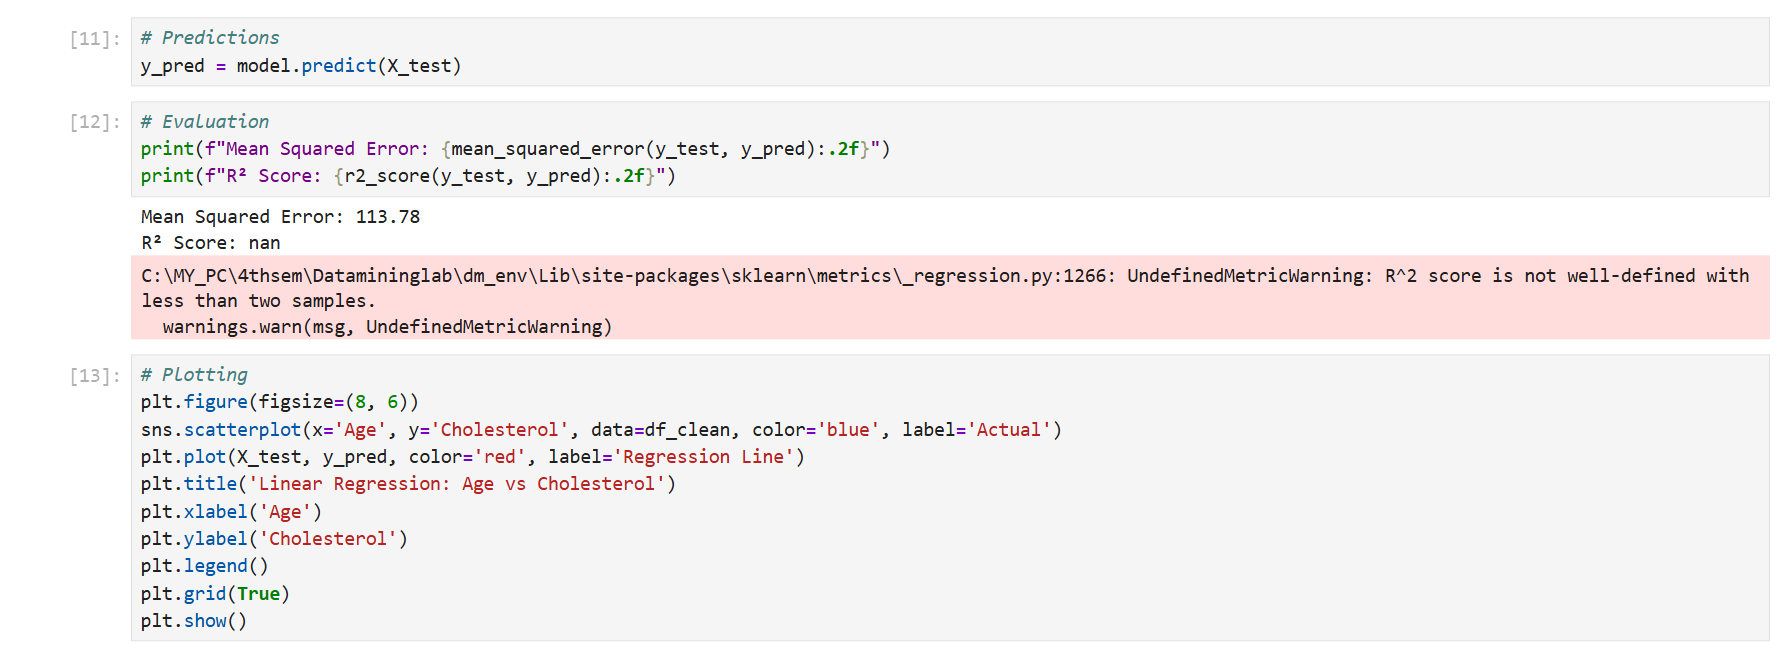 [11]: # Predictions
y_pred = model.predict(X_test)
[12]: # Evaluation
print(f"Mean Squared Error: {mean_squared_error(y_test, y_pred):.2f}")
print(f"R² Score: {r2_score(y_test, y_pred):.2f}")
Mean Squared Error: 113.78
R² Score: nan
C:\MY_PC\4thsem\Datamininglab\dm_env\Lib\site-packages\sklearn\metrics\_regression.py:1266: UndefinedMetricWarning: R^2 score is not well-defined with
less than two samples.
  warnings.warn(msg, UndefinedMetricWarning)
[13]: # Plotting
plt.figure(figsize=(8, 6))
sns.scatterplot(x='Age', y='Cholesterol', data=df_clean, color='blue', label='Actual')
plt.plot(X_test, y_pred, color='red', label='Regression Line')
plt.title('Linear Regression: Age vs Cholesterol')
plt.xlabel('Age')
plt.ylabel('Cholesterol')
plt.legend()
plt.grid(True)
plt.show()